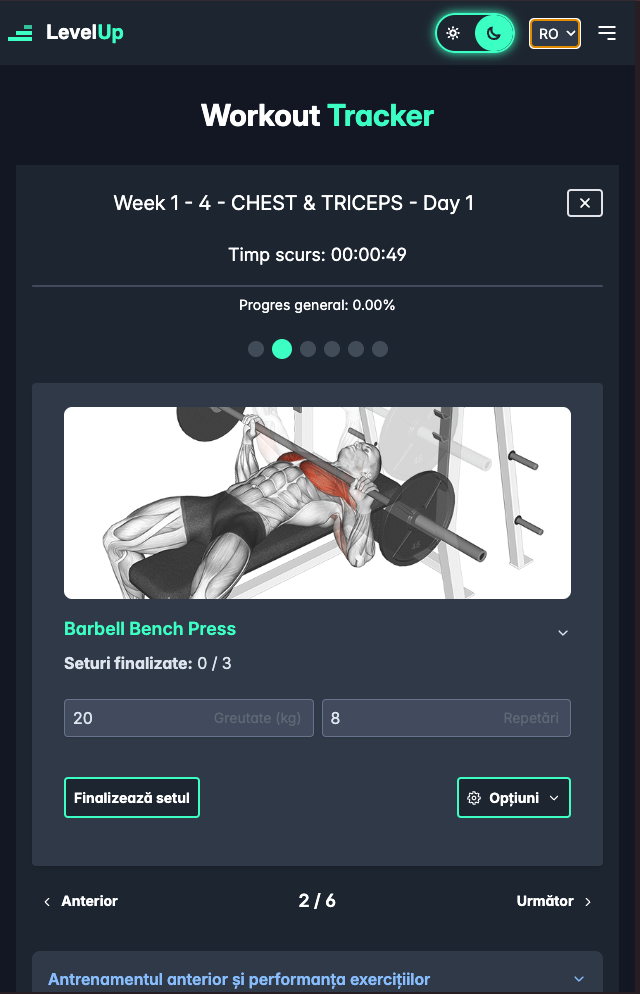 LevelUp
RO
Workout Tracker
Week 1 - 4 - CHEST & TRICEPS - Day 1
Timp scurs: 00:00:49
Progres general: 0.00%
Barbell Bench Press
Seturi finalizate: 0 / 3
20 Greutate (kg) 8 Repetări
Finalizează setul Opțiuni
Anterior 2 / 6 Următor
Antrenamentul anterior și performanța exercițiilor